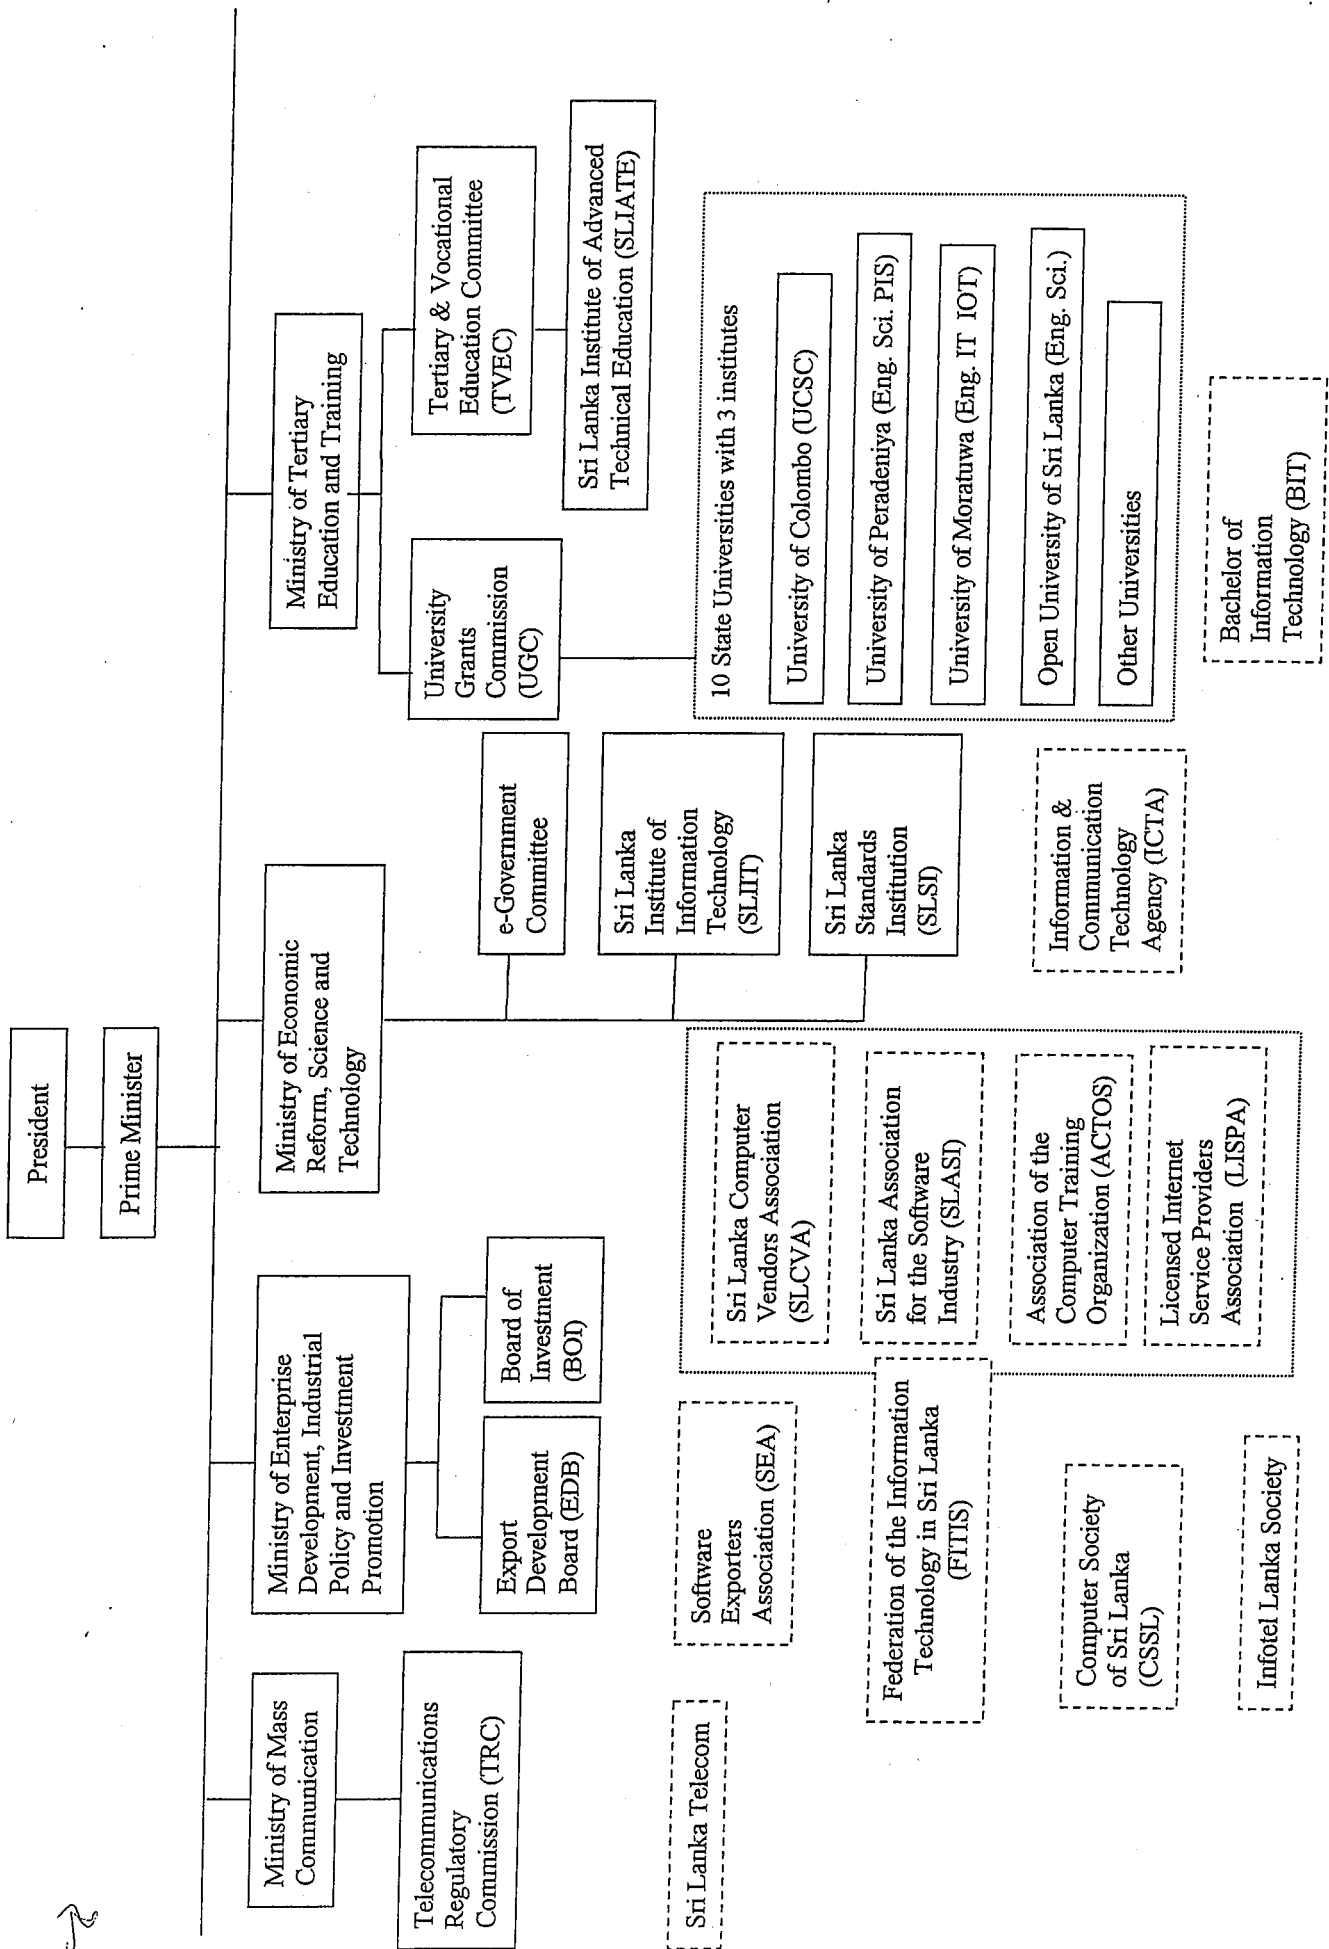 President
Prime Minister
Ministry of Mass
Communication
Telecommunications
Regulatory
Commission (TRC)
Sri Lanka Telecom
Ministry of Enterprise
Development, Industrial
Policy and Investment
Promotion
Export
Development
Board (EDB)
Board of
Investment
(BOI)
Software
Exporters
Association (SEA)
Federation of the Information
Technology in Sri Lanka
(FITIS)
Computer Society
of Sri Lanka
(CSSL)
Infotel Lanka Society
Sri Lanka Computer
Vendors Association
(SLCVA)
Sri Lanka Association
for the Software
Industry (SLASI)
Association of the
Computer Training
Organization (ACTOS)
Licensed Internet
Service Providers
Association (LISPA)
Ministry of Economic
Reform, Science and
Technology
e-Government
Committee
Sri Lanka
Institute of
Information
Technology
(SLIIT)
Sri Lanka
Standards
Institution
(SLSI)
Information &
Communication
Technology
Agency (ICTA)
Ministry of Tertiary
Education and Training
University
Grants
Commission
(UGC)
Tertiary & Vocational
Education Committee
(TVEC)
Sri Lanka Institute of Advanced
Technical Education (SLIATE)
10 State Universities with 3 institutes
University of Colombo (UCSC)
University of Peradeniya (Eng. Sci. PIS)
University of Moratuwa (Eng. IT IOT)
Open University of Sri Lanka (Eng. Sci.)
Other Universities
Bachelor of
Information
Technology (BIT)